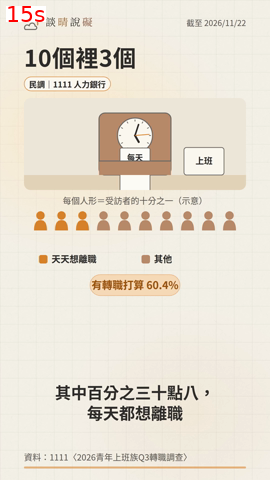 15s
談晴說礙
截至 2026/11/22
10個裡3個
民調｜1111 人力銀行
每天
上班
每個人形＝受訪者的十分之一（示意）
天天想離職
其他
有轉職打算 60.4%
其中百分之三十點八，
每天都想離職
資料：1111〈2026青年上班族Q3轉職調查〉